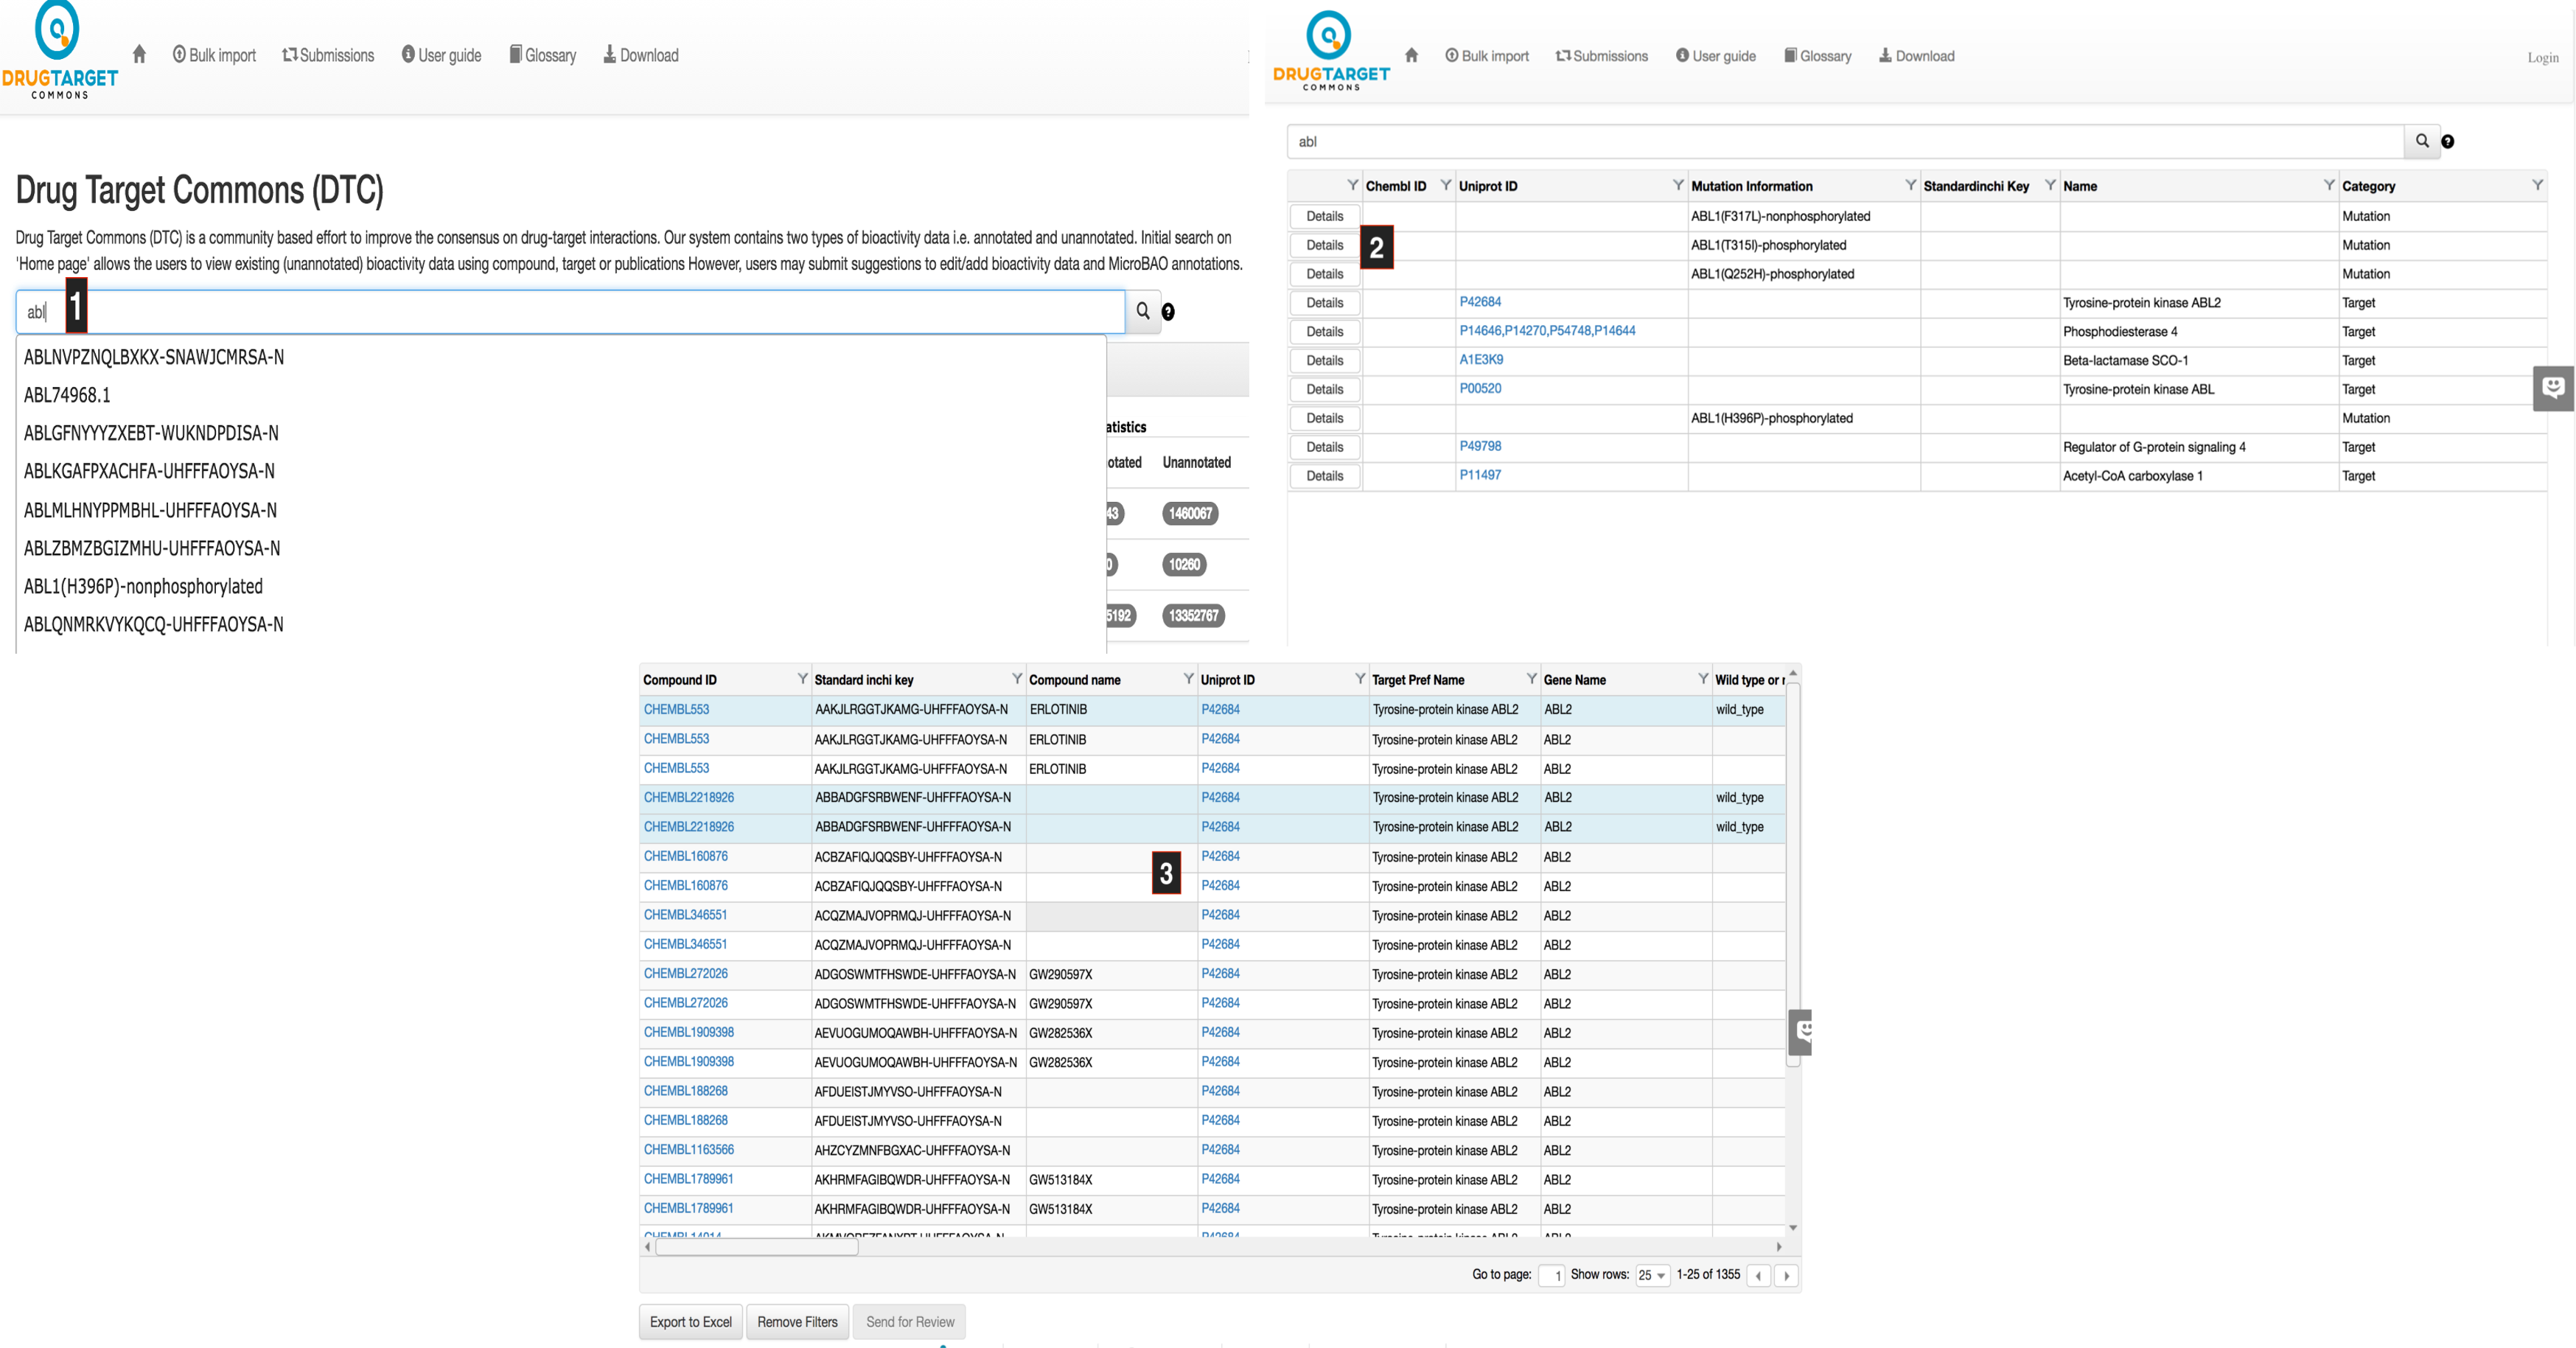 DRUGTARGET
COMMONS
Bulk import Submissions User guide Glossary Download
Drug Target Commons (DTC)
Drug Target Commons (DTC) is a community based effort to improve the consensus on drug-target interactions. Our system contains two types of bioactivity data i.e. annotated and unannotated. Initial search on
'Home page' allows the users to view existing (unannotated) bioactivity data using compound, target or publications However, users may submit suggestions to edit/add bioactivity data and MicroBAO annotations.
abl 1
ABLNVPZNQLBXKX-SNAWJCMRSA-N
ABL74968.1
ABLGFNYYYZXEBT-WUKNDPDISA-N
ABLKGAFPXACHFA-UHFFFAOYSA-N
ABLMLHNYPPMBHL-UHFFFAOYSA-N
ABLZBMZBGIZMHU-UHFFFAOYSA-N
ABL1(H396P)-nonphosphorylated
ABLQNMRKVYKQCQ-UHFFFAOYSA-N
atistics
otated Unannotated
43 1460067
0 10260
5192 13352767
DRUGTARGET
COMMONS
Bulk import Submissions User guide Glossary Download Login
abl
Chembl ID Uniprot ID Mutation Information Standardinchi Key Name Category
Details ABL1(F317L)-nonphosphorylated Mutation
Details 2 ABL1(T315I)-phosphorylated Mutation
Details ABL1(Q252H)-phosphorylated Mutation
Details P42684 Tyrosine-protein kinase ABL2 Target
Details P14646,P14270,P54748,P14644 Phosphodiesterase 4 Target
Details A1E3K9 Beta-lactamase SCO-1 Target
Details P00520 Tyrosine-protein kinase ABL Target
Details ABL1(H396P)-phosphorylated Mutation
Details P49798 Regulator of G-protein signaling 4 Target
Details P11497 Acetyl-CoA carboxylase 1 Target
Compound ID Standard inchi key Compound name Uniprot ID Target Pref Name Gene Name Wild type or
CHEMBL553 AAKJLRGGTJKAMG-UHFFFAOYSA-N ERLOTINIB P42684 Tyrosine-protein kinase ABL2 ABL2 wild_type
CHEMBL553 AAKJLRGGTJKAMG-UHFFFAOYSA-N ERLOTINIB P42684 Tyrosine-protein kinase ABL2 ABL2
CHEMBL553 AAKJLRGGTJKAMG-UHFFFAOYSA-N ERLOTINIB P42684 Tyrosine-protein kinase ABL2 ABL2
CHEMBL2218926 ABBADGFSRBWENF-UHFFFAOYSA-N P42684 Tyrosine-protein kinase ABL2 ABL2 wild_type
CHEMBL2218926 ABBADGFSRBWENF-UHFFFAOYSA-N P42684 Tyrosine-protein kinase ABL2 ABL2 wild_type
CHEMBL160876 ACBZAFIQJQQSBY-UHFFFAOYSA-N P42684 Tyrosine-protein kinase ABL2 ABL2
3
CHEMBL160876 ACBZAFIQJQQSBY-UHFFFAOYSA-N P42684 Tyrosine-protein kinase ABL2 ABL2
CHEMBL346551 ACQZMAJVOPRMQJ-UHFFFAOYSA-N P42684 Tyrosine-protein kinase ABL2 ABL2
CHEMBL346551 ACQZMAJVOPRMQJ-UHFFFAOYSA-N P42684 Tyrosine-protein kinase ABL2 ABL2
CHEMBL272026 ADGOSWMTFHSWDE-UHFFFAOYSA-N GW290597X P42684 Tyrosine-protein kinase ABL2 ABL2
CHEMBL272026 ADGOSWMTFHSWDE-UHFFFAOYSA-N GW290597X P42684 Tyrosine-protein kinase ABL2 ABL2
CHEMBL1909398 AEVUOGUMOQAWBH-UHFFFAOYSA-N GW282536X P42684 Tyrosine-protein kinase ABL2 ABL2
CHEMBL1909398 AEVUOGUMOQAWBH-UHFFFAOYSA-N GW282536X P42684 Tyrosine-protein kinase ABL2 ABL2
CHEMBL188268 AFDUEISTJMYVSO-UHFFFAOYSA-N P42684 Tyrosine-protein kinase ABL2 ABL2
CHEMBL188268 AFDUEISTJMYVSO-UHFFFAOYSA-N P42684 Tyrosine-protein kinase ABL2 ABL2
CHEMBL1163566 AHZCYZMNFBGXAC-UHFFFAOYSA-N P42684 Tyrosine-protein kinase ABL2 ABL2
CHEMBL1789961 AKHRMFAGIBQWDR-UHFFFAOYSA-N GW513184X P42684 Tyrosine-protein kinase ABL2 ABL2
CHEMBL1789961 AKHRMFAGIBQWDR-UHFFFAOYSA-N GW513184X P42684 Tyrosine-protein kinase ABL2 ABL2
P42684 Tyrosine-protein kinase ABL2 ABL2
Go to page: 1 Show rows: 25 1-25 of 1355
Export to Excel Remove Filters Send for Review